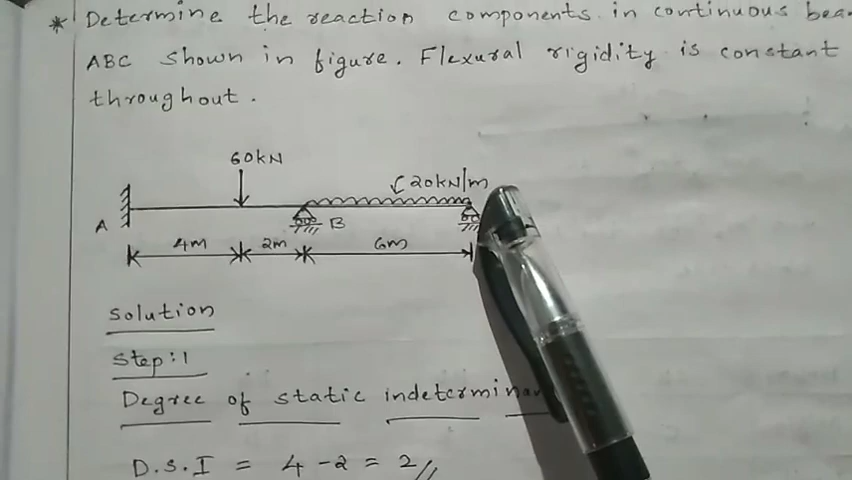 * Determine the reaction components in continuous bea
ABC shown in figure. Flexural rigidity is constant
throughout.
60kN
20kN/m
A
B
4m
2m
6m
Solution
Step:1
Degree of static
D.S.I = 4-2 = 2//